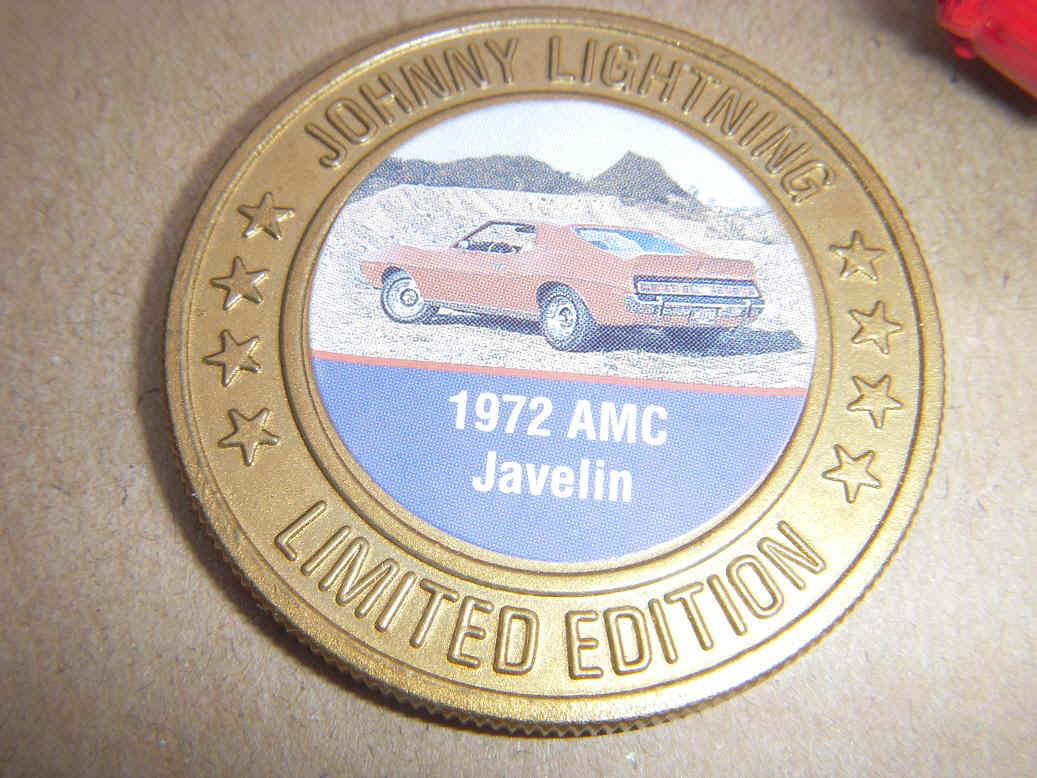 JOHNNY LIGHTNING
1972 AMC
Javelin
LIMITED EDITION